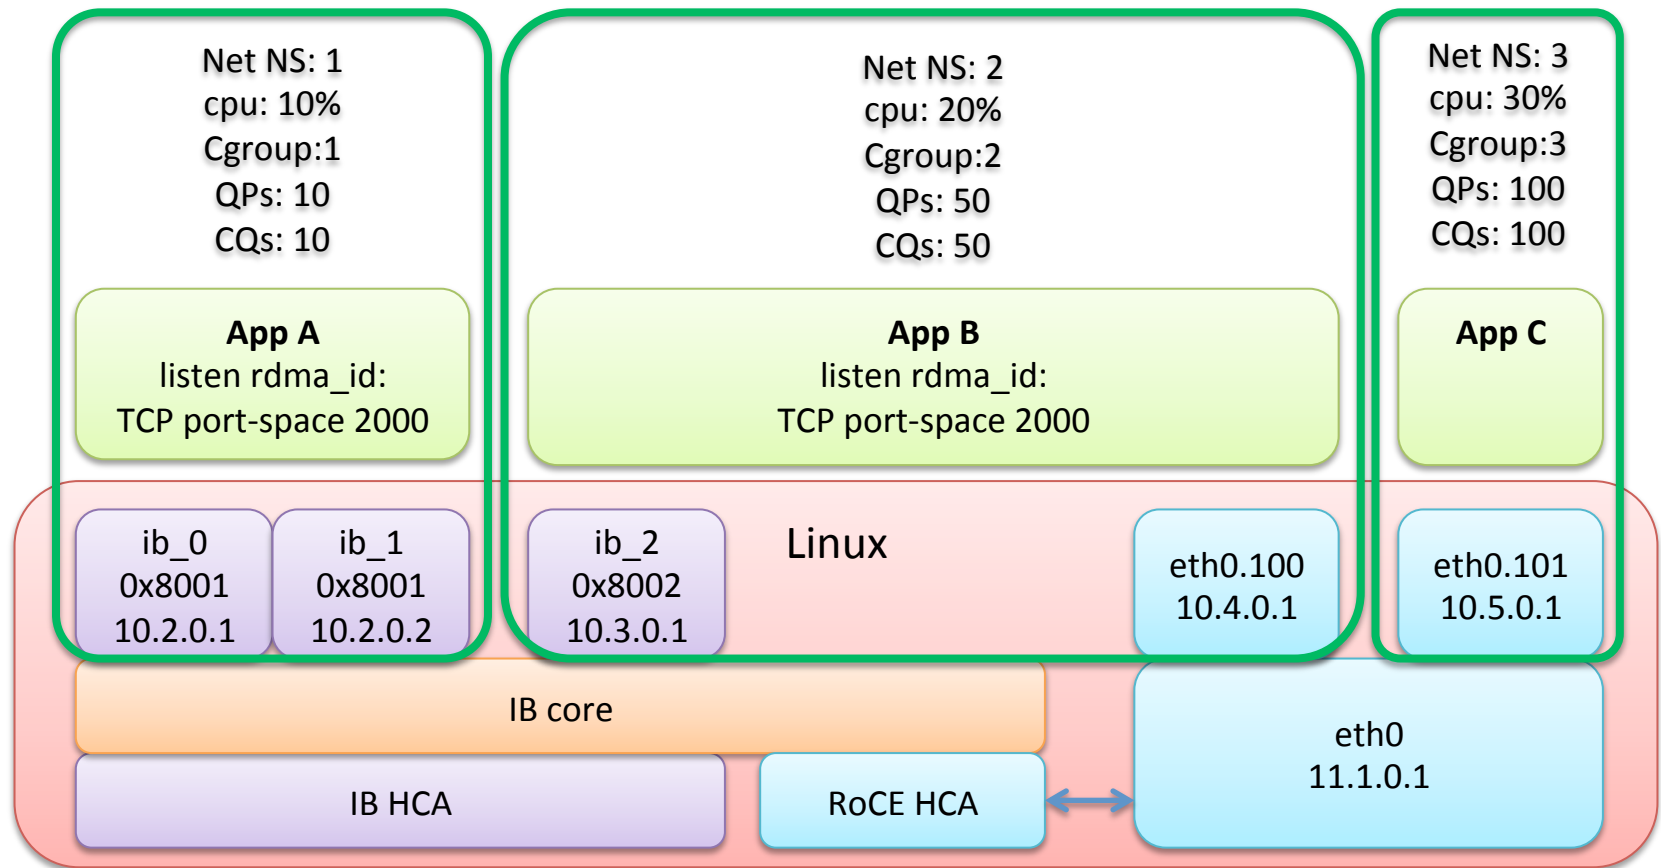 Net NS: 1
cpu: 10%
Cgroup:1
QPs: 10
CQs: 10
Net NS: 2
cpu: 20%
Cgroup:2
QPs: 50
CQs: 50
Net NS: 3
cpu: 30%
Cgroup:3
QPs: 100
CQs: 100
App A
listen rdma_id:
TCP port-space 2000
App B
listen rdma_id:
TCP port-space 2000
App C
Linux
ib_0
0x8001
10.2.0.1
ib_1
0x8001
10.2.0.2
ib_2
0x8002
10.3.0.1
eth0.100
10.4.0.1
eth0.101
10.5.0.1
IB core
eth0
11.1.0.1
IB HCA
RoCE HCA